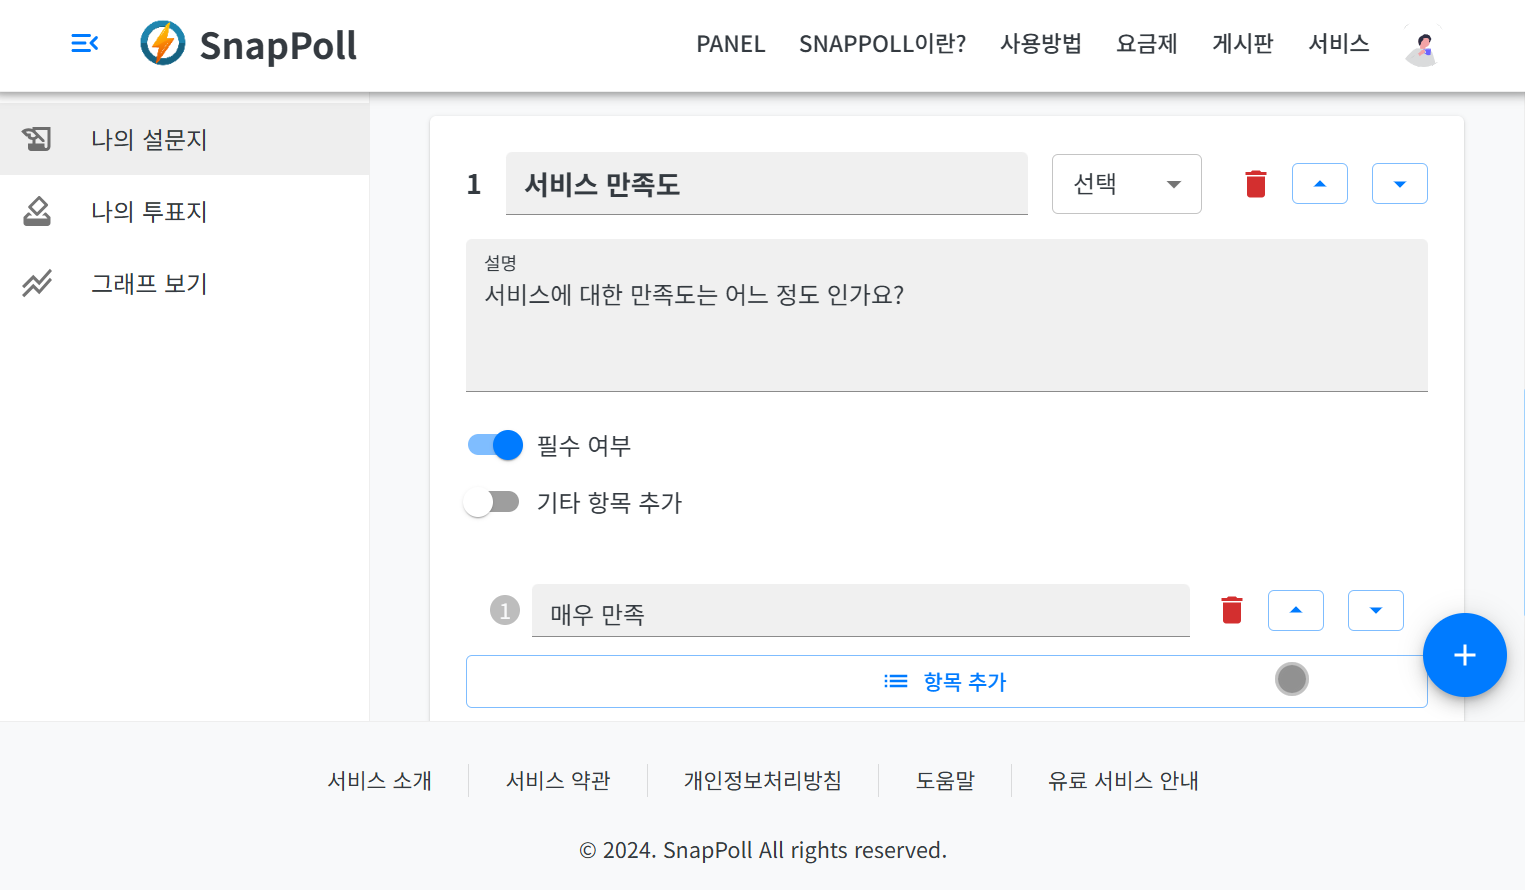 SnapPoll
PANEL SNAPPOLL이란? 사용방법 요금제 게시판 서비스
나의 설문지
나의 투표지
그래프 보기
1 서비스 만족도 선택
설명
서비스에 대한 만족도는 어느 정도 인가요?
필수 여부
기타 항목 추가
1 매우 만족
항목 추가
서비스 소개 서비스 약관 개인정보처리방침 도움말 유료 서비스 안내
© 2024. SnapPoll All rights reserved.